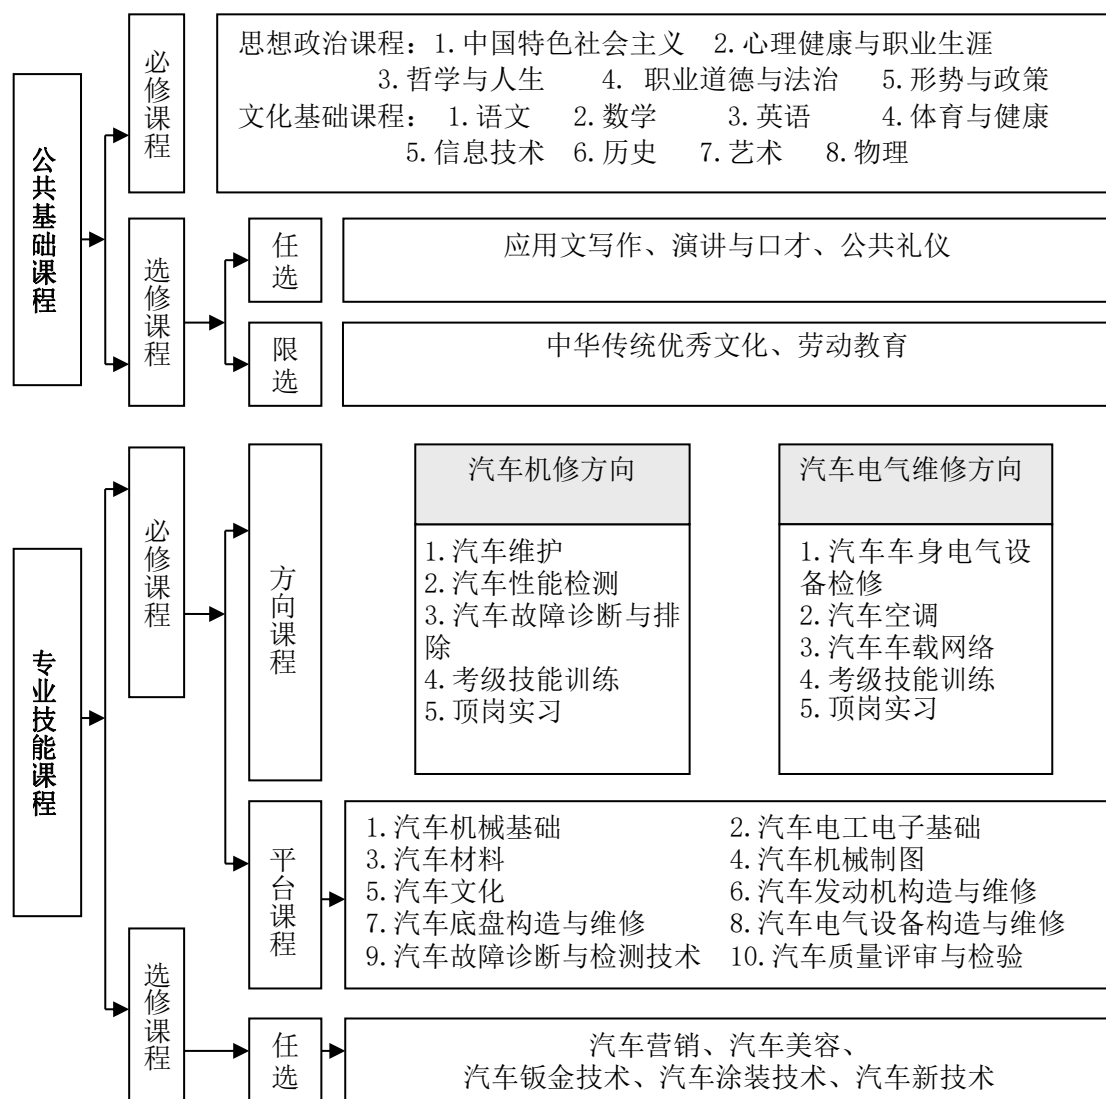 公共基础课程
必修课程
思想政治课程：1.中国特色社会主义 2.心理健康与职业生涯
3.哲学与人生 4. 职业道德与法治 5.形势与政策
文化基础课程： 1.语文 2.数学 3.英语 4.体育与健康
5.信息技术 6.历史 7.艺术 8.物理
选修课程
任选
应用文写作、演讲与口才、公共礼仪
限选
中华传统优秀文化、劳动教育
专业技能课程
必修课程
方向课程
汽车机修方向
1.汽车维护
2.汽车性能检测
3.汽车故障诊断与排
除
4.考级技能训练
5.顶岗实习
汽车电气维修方向
1.汽车车身电气设
备检修
2.汽车空调
3.汽车车载网络
4.考级技能训练
5.顶岗实习
平台课程
1.汽车机械基础 2.汽车电工电子基础
3.汽车材料 4.汽车机械制图
5.汽车文化 6.汽车发动机构造与维修
7.汽车底盘构造与维修 8.汽车电气设备构造与维修
9.汽车故障诊断与检测技术 10.汽车质量评审与检验
选修课程
任选
汽车营销、汽车美容、
汽车钣金技术、汽车涂装技术、汽车新技术